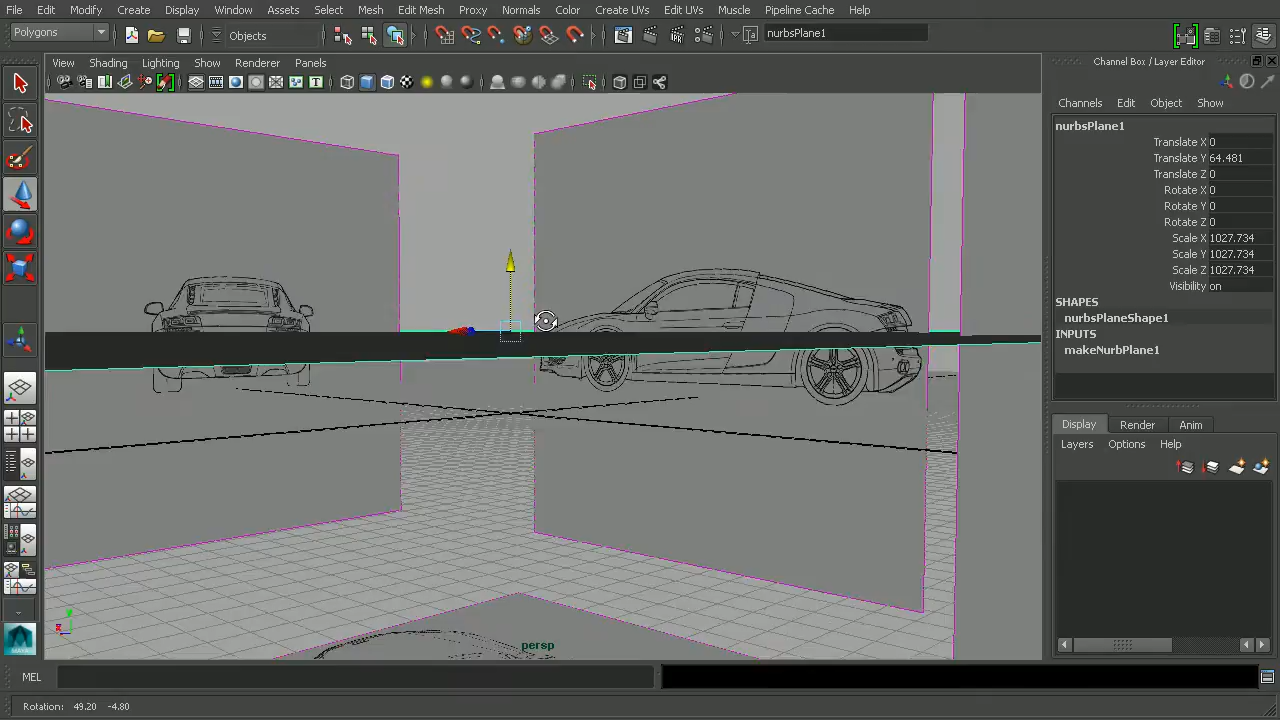 File Edit Modify Create Display Window Assets Select Mesh Edit Mesh Proxy Normals Color Create UVs Edit UVs Muscle Pipeline Cache Help
Polygons Objects nurbsPlane1
View Shading Lighting Show Renderer Panels
Channel Box / Layer Editor
Channels Edit Object Show
nurbsPlane1
Translate X 0
Translate Y 64.481
Translate Z 0
Rotate X 0
Rotate Y 0
Rotate Z 0
Scale X 1027.734
Scale Y 1027.734
Scale Z 1027.734
Visibility on
SHAPES
nurbsPlaneShape1
INPUTS
makeNurbPlane1
Display Render Anim
Layers Options Help
persp
MEL
Rotation: 49.20 -4.80